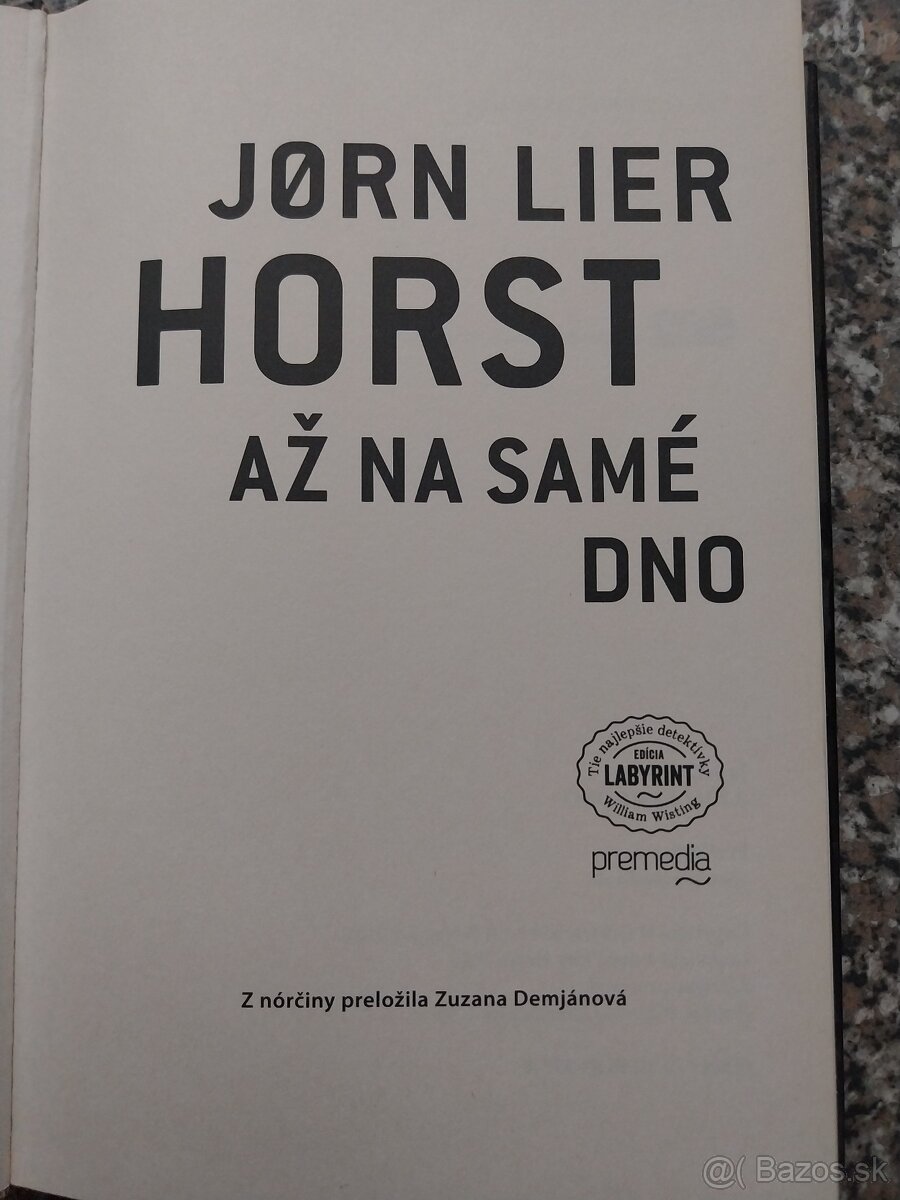 JØRN LIER
HORST
AŽ NA SAMÉ
DNO
Tie najlepšie detektívky
EDÍCIA
LABYRINT
William Wisting
premedia
Z nórčiny preložila Zuzana Demjánová
@( Bazos.sk